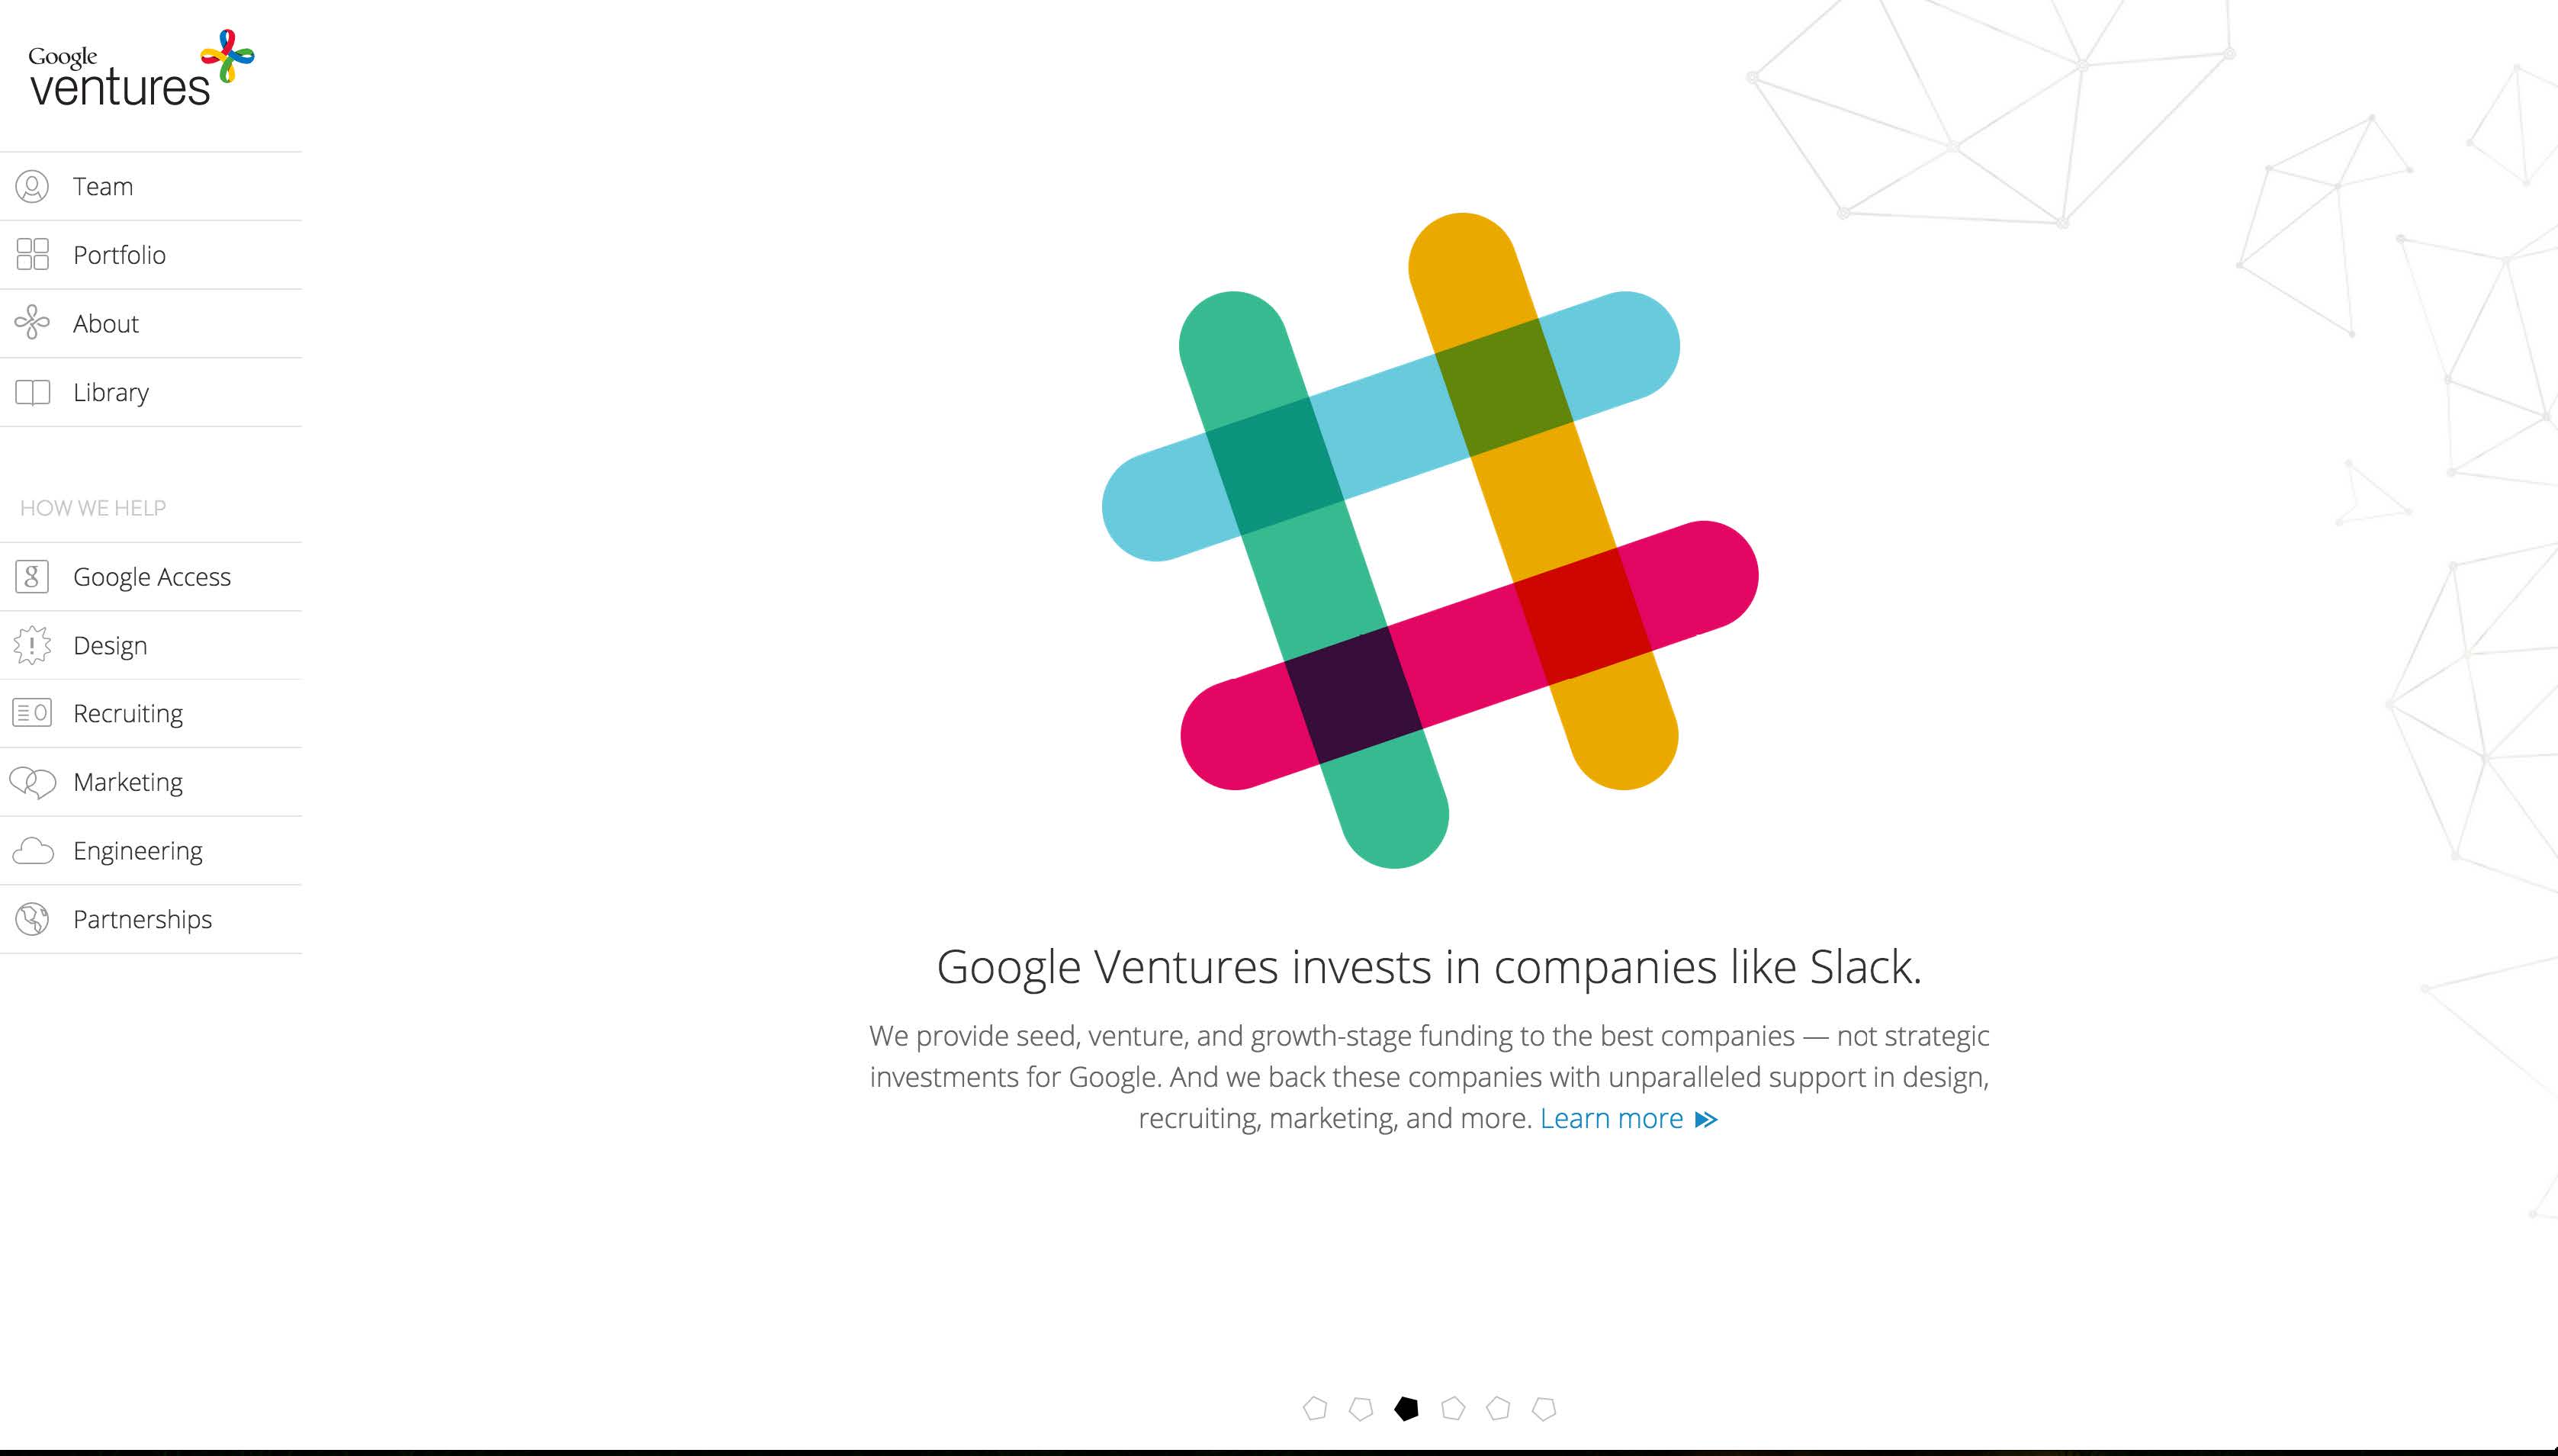 Google
ventures
Team
Portfolio
About
Library
HOW WE HELP
g Google Access
! Design
Recruiting
Marketing
Engineering
Partnerships
Google Ventures invests in companies like Slack.
We provide seed, venture, and growth-stage funding to the best companies — not strategic
investments for Google. And we back these companies with unparalleled support in design,
recruiting, marketing, and more. Learn more